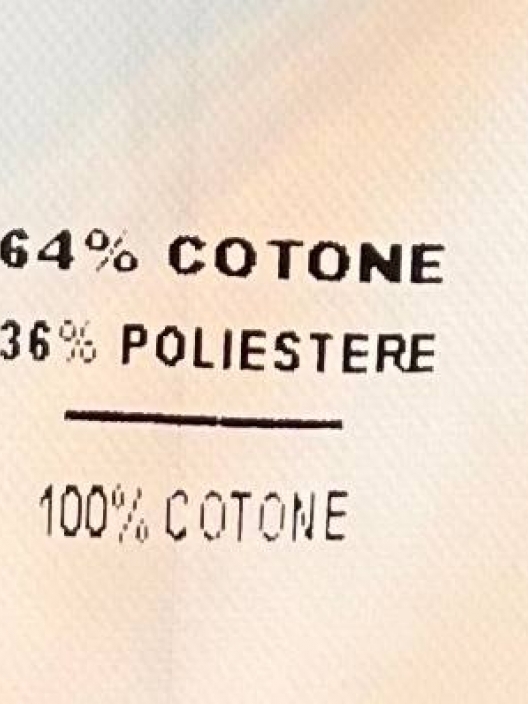 64% COTONE
36% POLIESTERE
100% COTONE